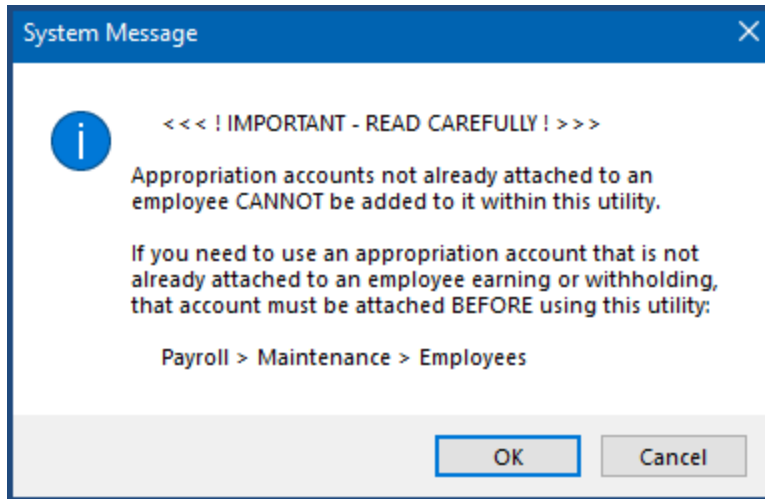 System Message
<<< ! IMPORTANT - READ CAREFULLY ! >>>
Appropriation accounts not already attached to an
employee CANNOT be added to it within this utility.
If you need to use an appropriation account that is not
already attached to an employee earning or withholding,
that account must be attached BEFORE using this utility:
Payroll > Maintenance > Employees
OK
Cancel